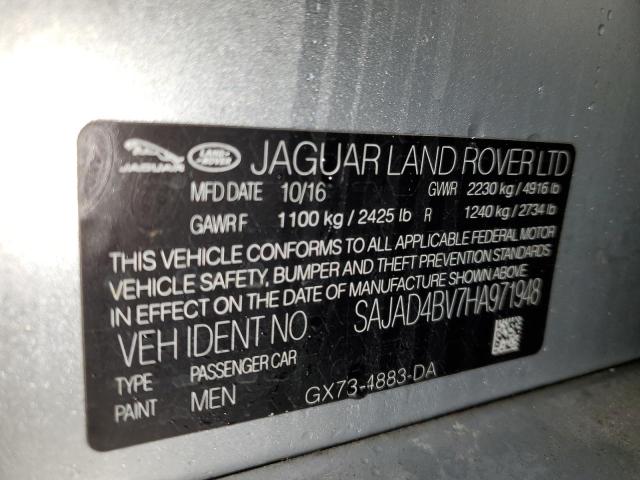 JAGUAR LAND ROVER JAGUAR LAND ROVER LTD
MFD DATE 10/16 GWR 2230 kg / 4916 lb
GAWR F 1100 kg / 2425 lb R 1240 kg / 2734 lb
THIS VEHICLE CONFORMS TO ALL APPLICABLE FEDERAL MOTOR
VEHICLE SAFETY, BUMPER AND THEFT PREVENTION STANDARDS
IN EFFECT ON THE DATE OF MANUFACTURE SHOWN ABOVE.
VEH IDENT NO. SAJAD4BV7HA971948
TYPE PASSENGER CAR
PAINT MEN GX73-4883-DA